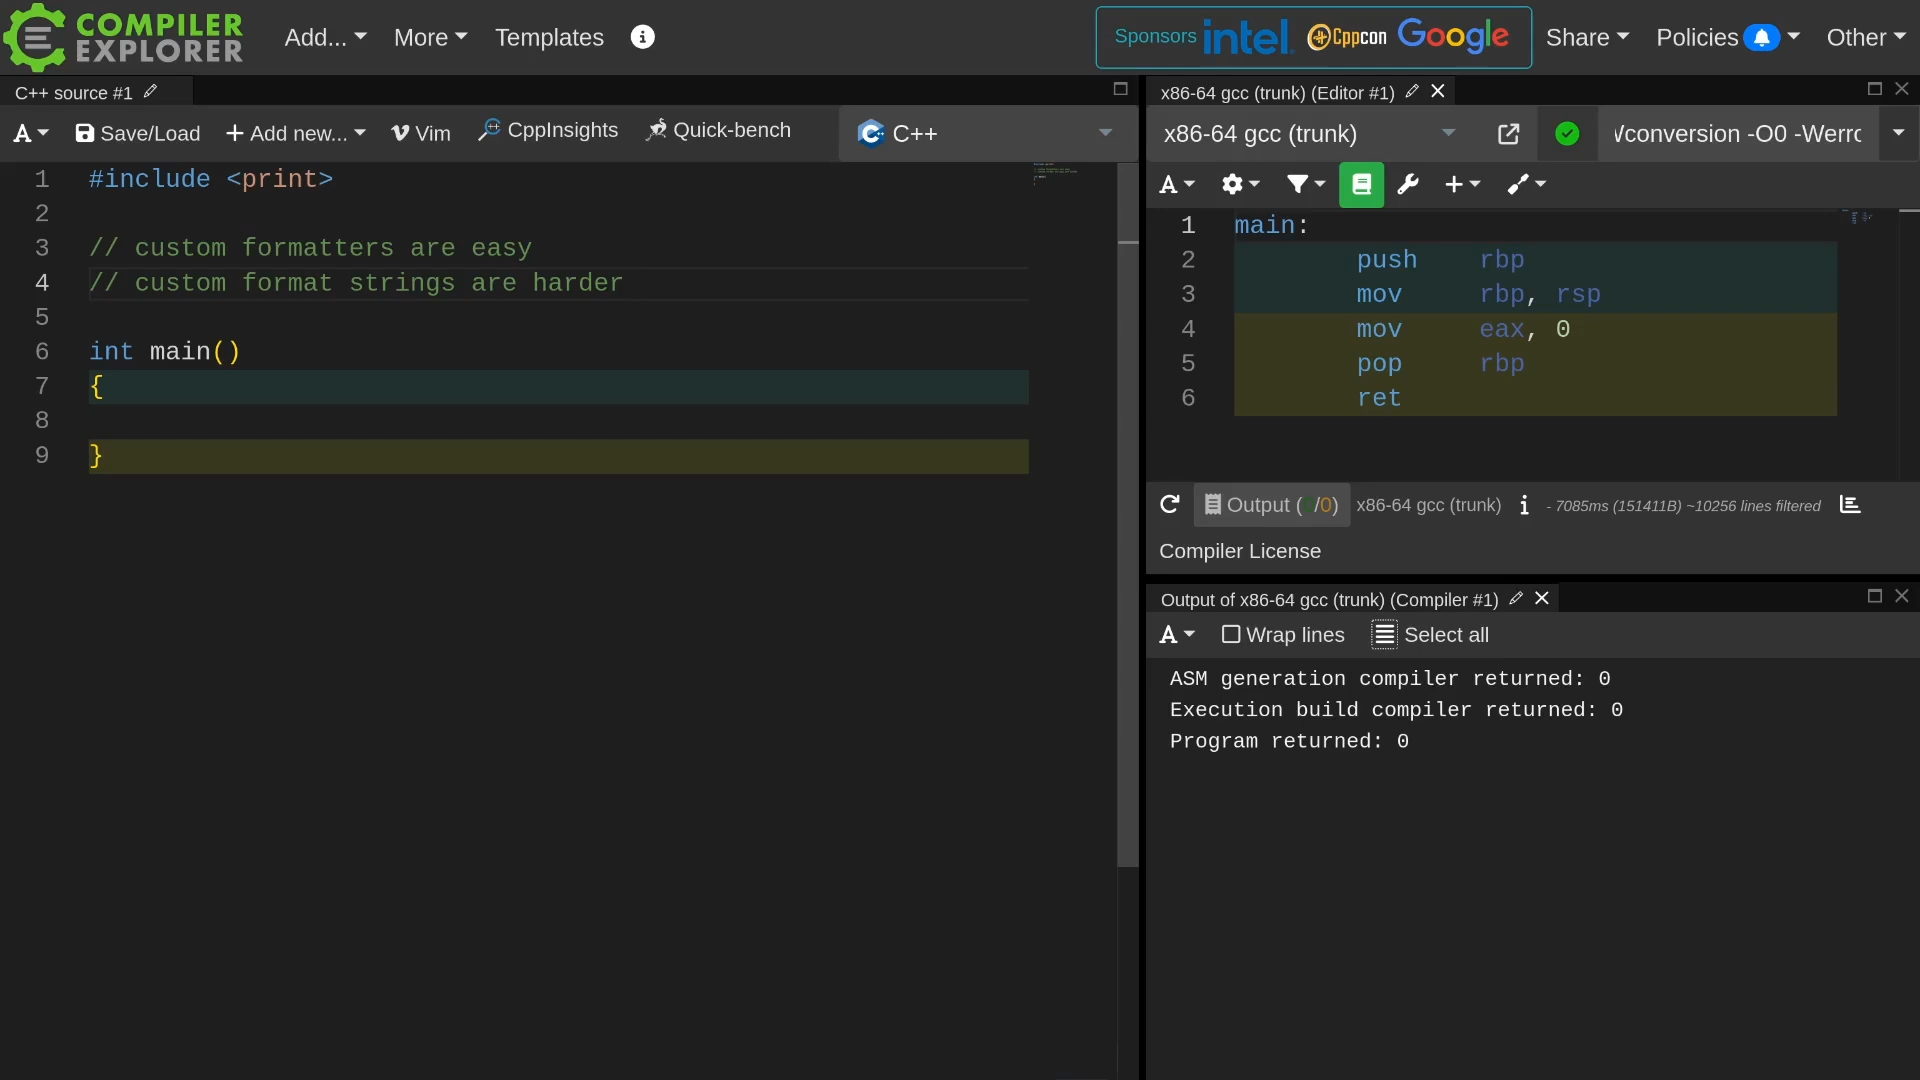 COMPILER EXPLORER
Add... More Templates
Sponsors intel. Cppcon Google Share Policies Other
C++ source #1
A Save/Load Add new... Vim CppInsights Quick-bench C++
1 #include <print>
2
3 // custom formatters are easy
4 // custom format strings are harder
5
6 int main()
7 {
8
9 }
x86-64 gcc (trunk) (Editor #1)
x86-64 gcc (trunk) conversion -O0 -Werro
A
1 main:
2 push rbp
3 mov rbp, rsp
4 mov eax, 0
5 pop rbp
6 ret
Output (0/0) x86-64 gcc (trunk) - 7085ms (151411B) ~10256 lines filtered
Compiler License
Output of x86-64 gcc (trunk) (Compiler #1)
A Wrap lines Select all
ASM generation compiler returned: 0
Execution build compiler returned: 0
Program returned: 0